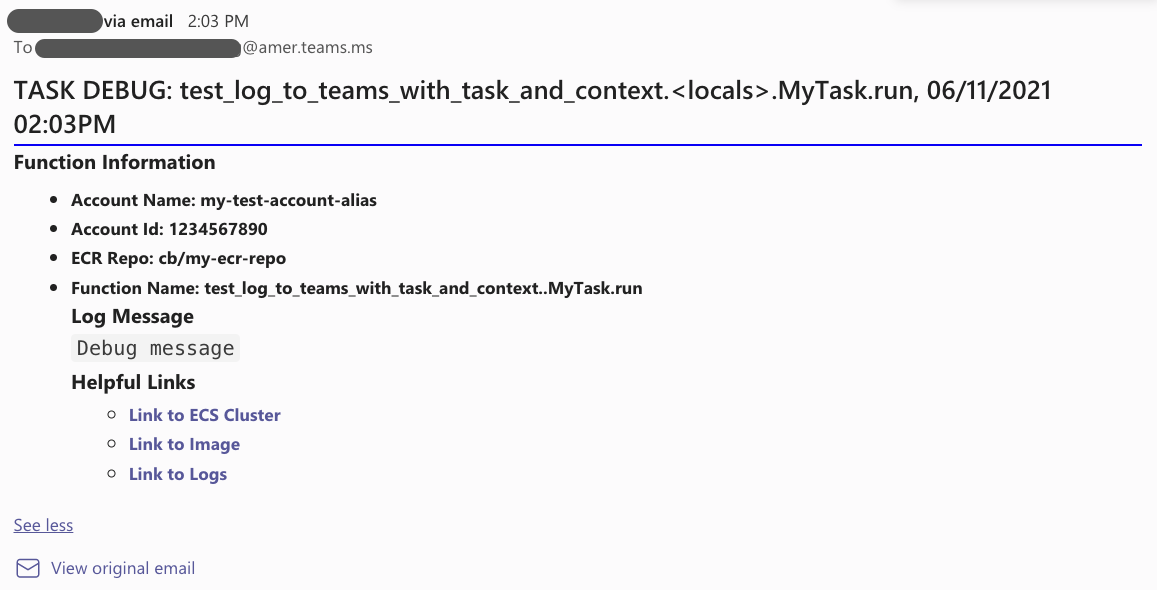 via email 2:03 PM
To @amer.teams.ms
TASK DEBUG: test_log_to_teams_with_task_and_context.<locals>.MyTask.run, 06/11/2021
02:03PM
Function Information
Account Name: my-test-account-alias
Account Id: 1234567890
ECR Repo: cb/my-ecr-repo
Function Name: test_log_to_teams_with_task_and_context..MyTask.run
Log Message
Debug message
Helpful Links
Link to ECS Cluster
Link to Image
Link to Logs
See less
View original email